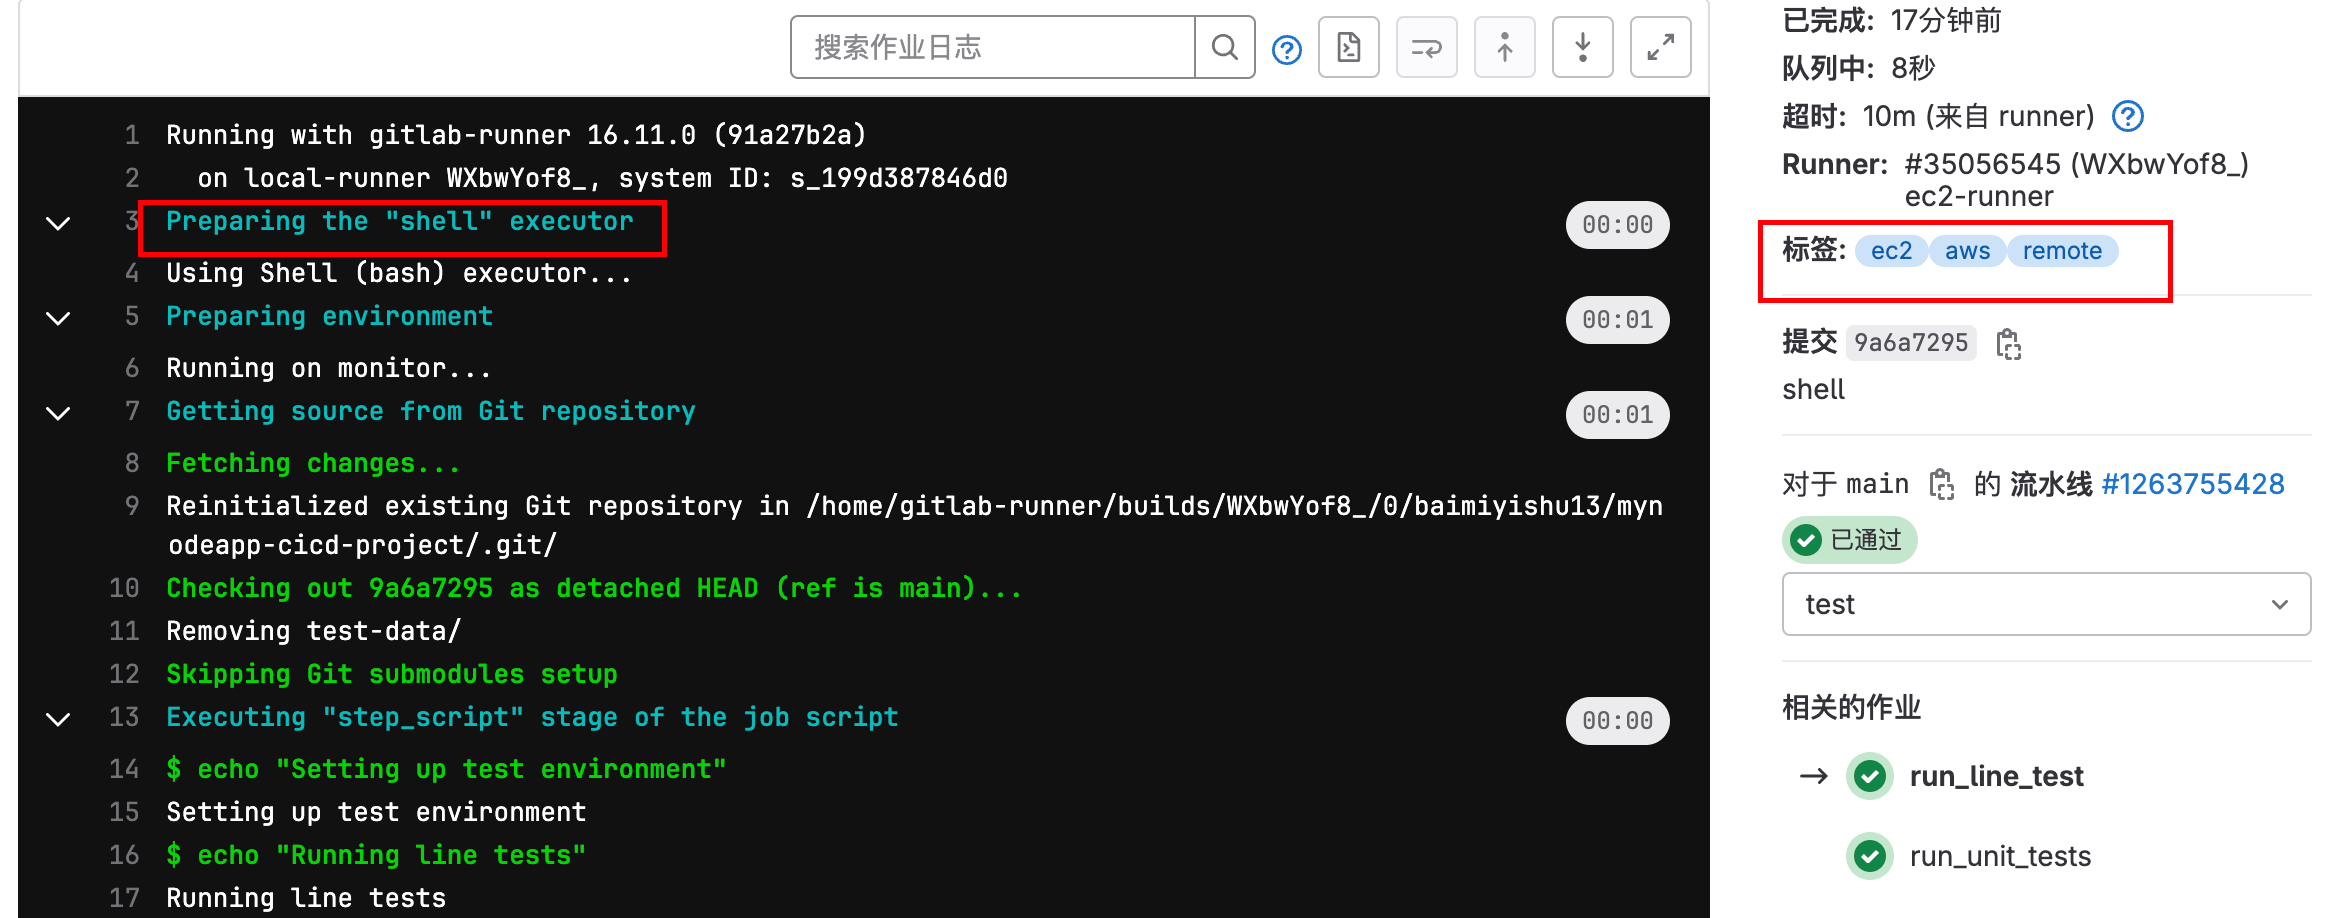 搜索作业日志
1 Running with gitlab-runner 16.11.0 (91a27b2a)
2 on local-runner WXbwYof8_, system ID: s_199d387846d0
3 Preparing the "shell" executor 00:00
4 Using Shell (bash) executor...
5 Preparing environment 00:01
6 Running on monitor...
7 Getting source from Git repository 00:01
8 Fetching changes...
9 Reinitialized existing Git repository in /home/gitlab-runner/builds/WXbwYof8_/0/baimiyishu13/myn
odeapp-cicd-project/.git/
10 Checking out 9a6a7295 as detached HEAD (ref is main)...
11 Removing test-data/
12 Skipping Git submodules setup
13 Executing "step_script" stage of the job script 00:00
14 $ echo "Setting up test environment"
15 Setting up test environment
16 $ echo "Running line tests"
17 Running line tests
已完成: 17分钟前
队列中: 8秒
超时: 10m (来自 runner)
Runner: #35056545 (WXbwYof8_)
ec2-runner
标签: ec2 aws remote
提交 9a6a7295
shell
对于 main 的 流水线 #1263755428
已通过
test
相关的作业
→ run_line_test
run_unit_tests